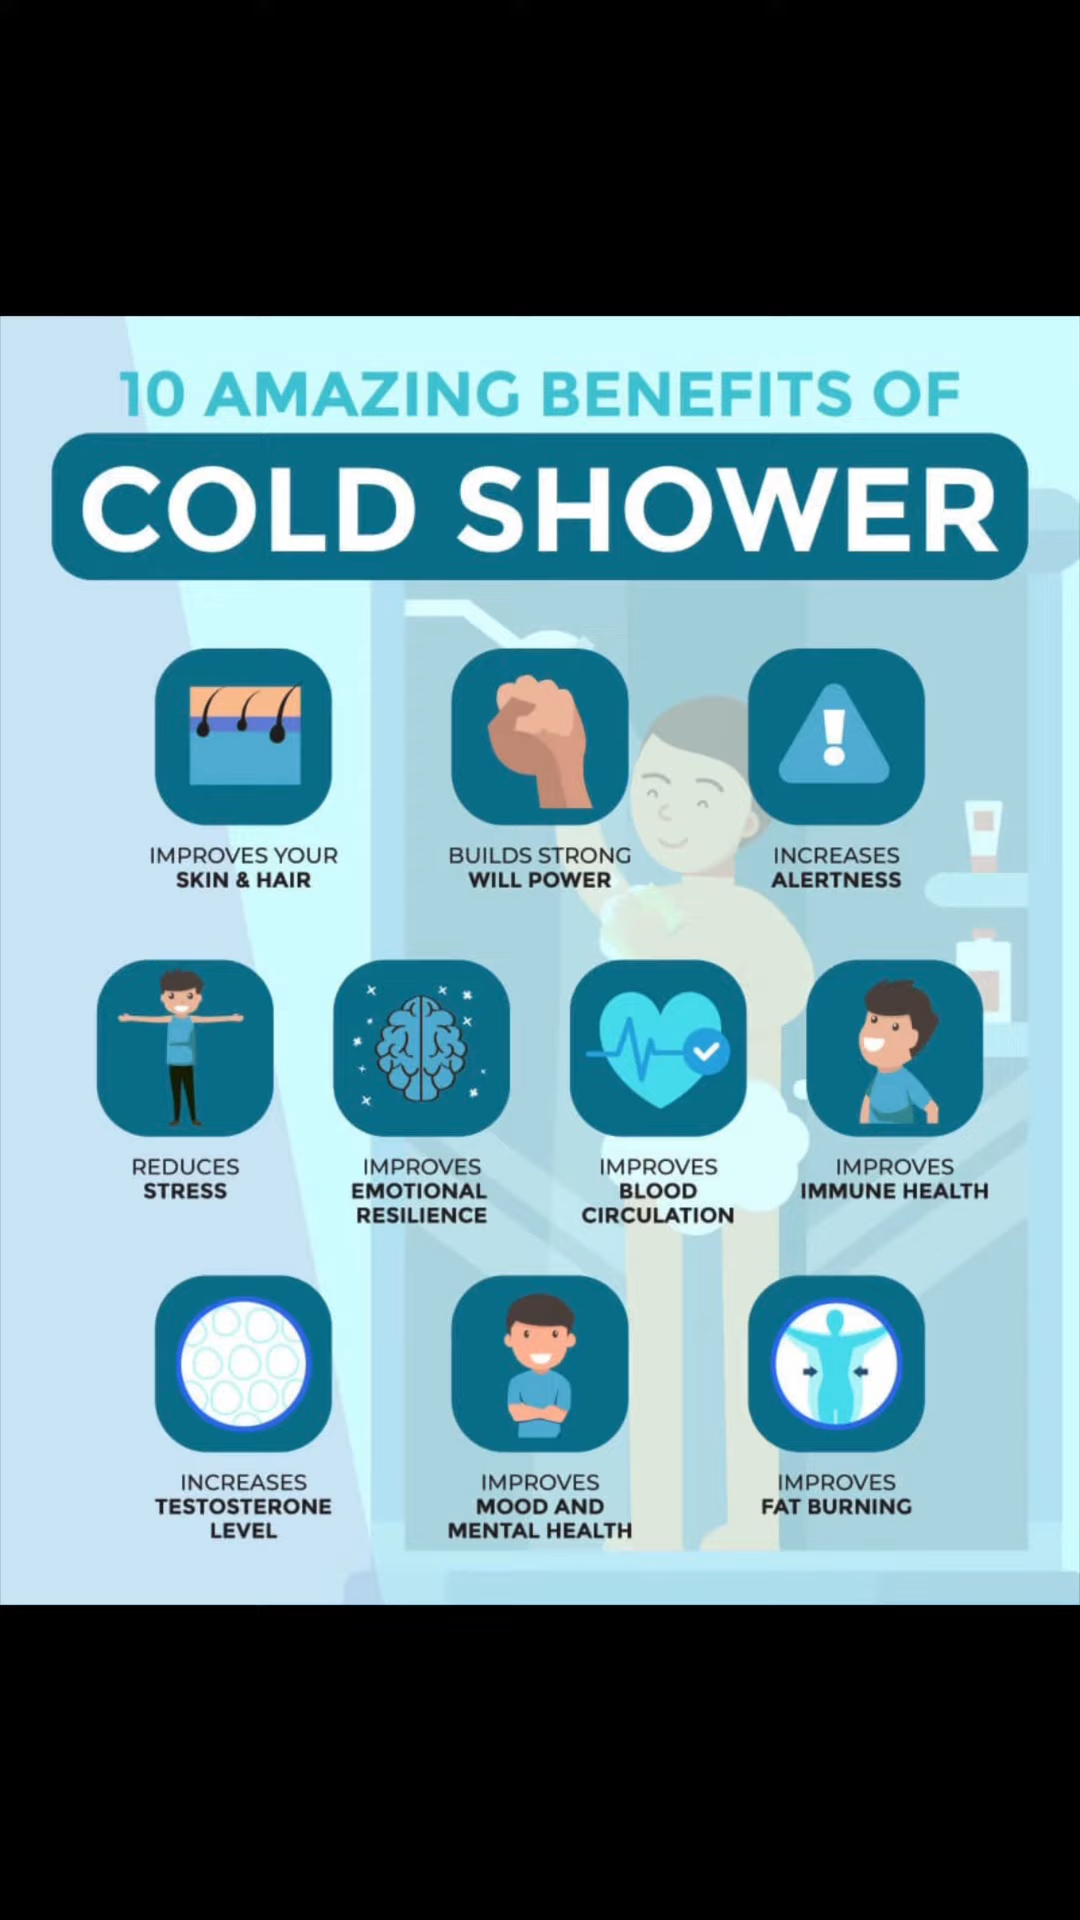 10 AMAZING BENEFITS OF
COLD SHOWER
IMPROVES YOUR
SKIN & HAIR
BUILDS STRONG
WILL POWER
INCREASES
ALERTNESS
REDUCES
STRESS
IMPROVES
EMOTIONAL
RESILIENCE
IMPROVES
BLOOD
CIRCULATION
IMPROVES
IMMUNE HEALTH
INCREASES
TESTOSTERONE
LEVEL
IMPROVES
MOOD AND
MENTAL HEALTH
IMPROVES
FAT BURNING